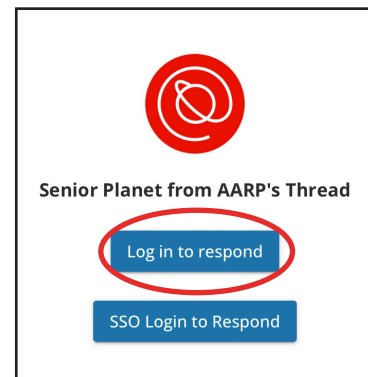 Senior Planet from AARP's Thread
Log in to respond
SSO Login to Respond